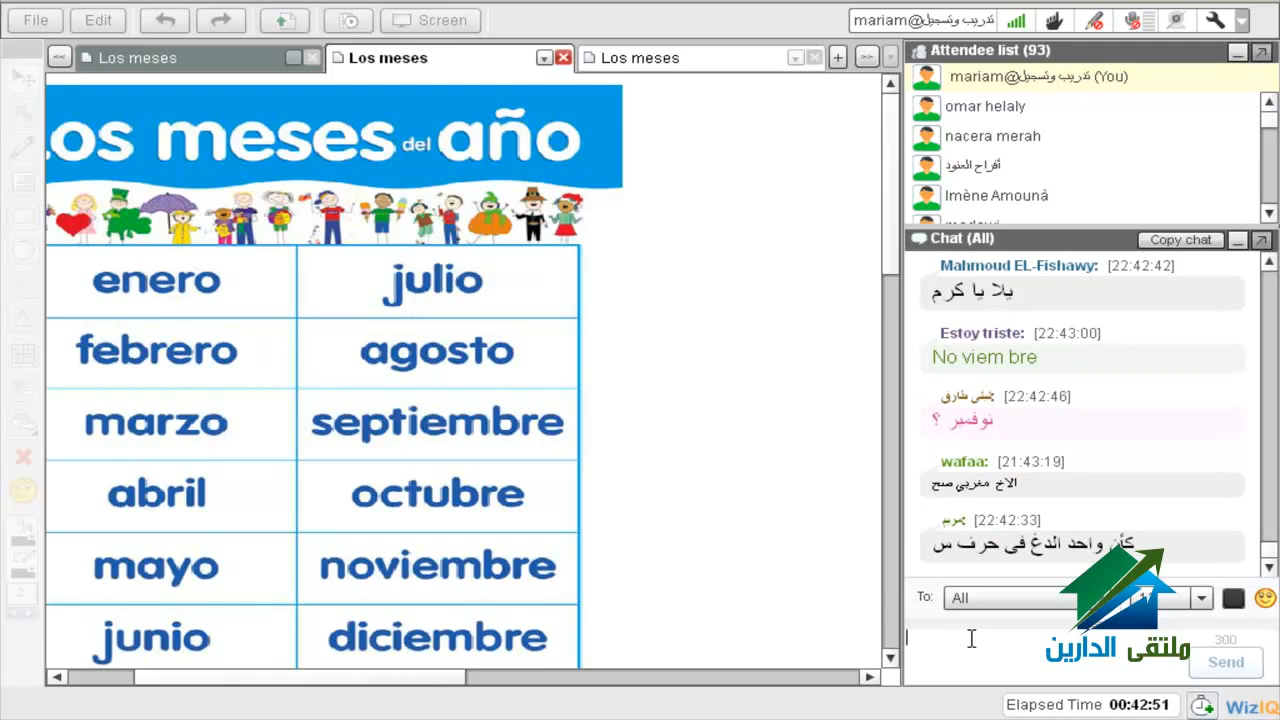 File
Edit
Screen
mariam@تدريب وتسجيل
<<
Los meses
Los meses
Los meses
+
>>
Los meses del año
enero
julio
febrero
agosto
marzo
septiembre
abril
octubre
mayo
noviembre
junio
diciembre
Attendee list (93)
mariam@تدريب وتسجيل (You)
omar helaly
nacera merah
أفراح العنود
Imène Amounà
Chat (All)
Copy chat
Mahmoud EL-Fishawy: [22:42:42]
يلا يا كرم
Estoy triste: [22:43:00]
No viem bre
لبنى طارق: [22:42:46]
نوفمبر ؟
wafaa: [21:43:19]
الاخ مغربي صح
مريم: [22:42:33]
كأن واحد الدغ فى حرف س
To:
All
ملتقى الدارين
300
Send
Elapsed Time 00:42:51
WizIQ